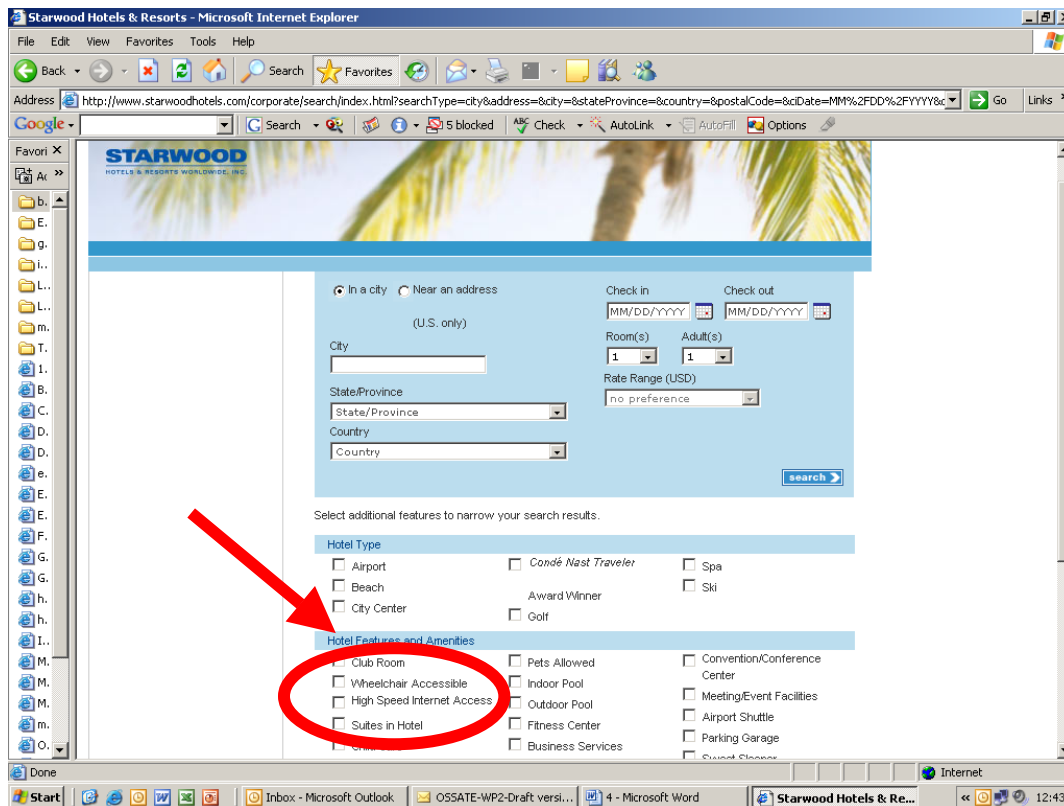 Starwood Hotels & Resorts - Microsoft Internet Explorer
File Edit View Favorites Tools Help
Back Search Favorites
Address http://www.starwoodhotels.com/corporate/search/index.html?searchType=city&address=&city=&stateProvince=&country=&postalCode=&ciDate=MM%2FDD%2FYYYY& Go Links
Google Search 5 blocked ABC Check AutoLink AutoFill Options
Favori
STARWOOD
HOTELS & RESORTS WORLDWIDE, INC.
b.
E.
g.
i..
L..
L..
m.
T.
1.
B.
C.
D.
D.
e.
E.
E.
F.
G.
G.
h.
h.
I..
M.
M.
M.
m.
O.
In a city Near an address
(U.S. only)
City
State/Province
State/Province
Country
Country
Check in Check out
MM/DD/YYYY MM/DD/YYYY
Room(s) Adult(s)
1 1
Rate Range (USD)
no preference
search
Select additional features to narrow your search results.
Hotel Type
Airport
Beach
City Center
Condé Nast Traveler
Award Winner
Golf
Spa
Ski
Hotel Features and Amenities
Club Room
Wheelchair Accessible
High Speed Internet Access
Suites in Hotel
Pets Allowed
Indoor Pool
Outdoor Pool
Fitness Center
Business Services
Convention/Conference
Center
Meeting/Event Facilities
Airport Shuttle
Parking Garage
Sweet Sleeper
Done Internet
Start Inbox - Microsoft Outlook OSSATE-WP2-Draft versi... 4 - Microsoft Word Starwood Hotels & Re... 12:43